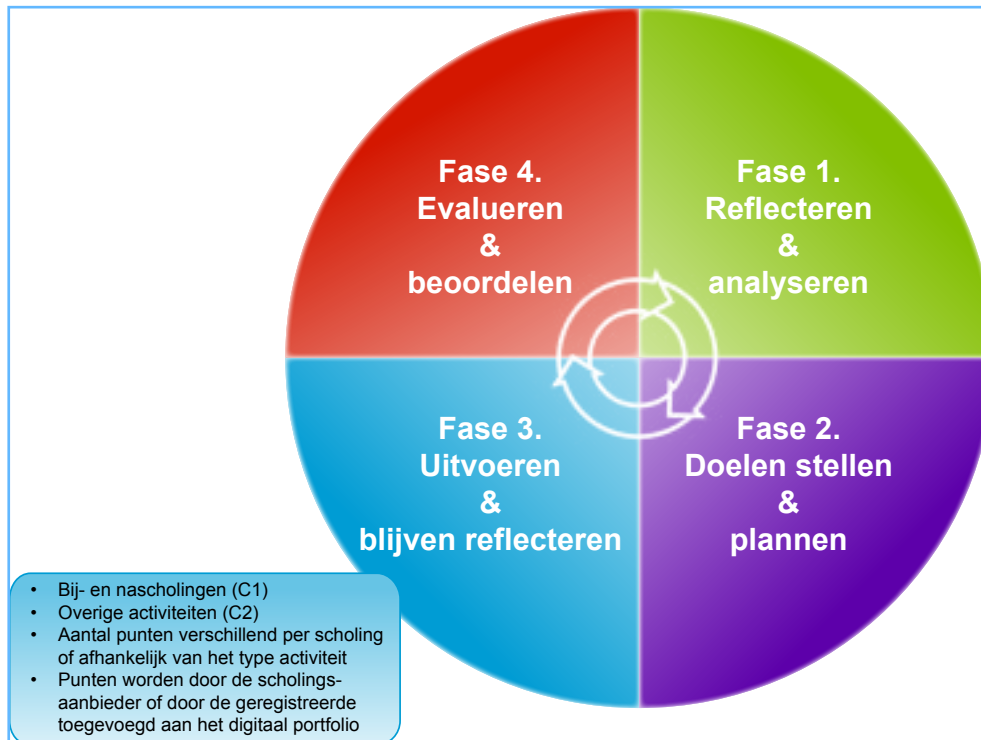 Fase 4.
Evalueren
&
beoordelen
Fase 1.
Reflecteren
&
analyseren
Fase 3.
Uitvoeren
&
blijven reflecteren
Fase 2.
Doelen stellen
&
plannen
• Bij- en nascholingen (C1)
• Overige activiteiten (C2)
• Aantal punten verschillend per scholing
of afhankelijk van het type activiteit
• Punten worden door de scholings-
aanbieder of door de geregistreerde
toegevoegd aan het digitaal portfolio